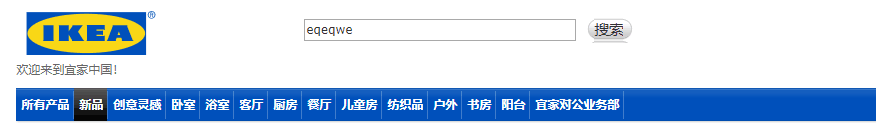 IKEA®
eqeqwe 搜索
欢迎来到宜家中国!
所有产品 新品 创意灵感 卧室 浴室 客厅 厨房 餐厅 儿童房 纺织品 户外 书房 阳台 宜家对公业务部